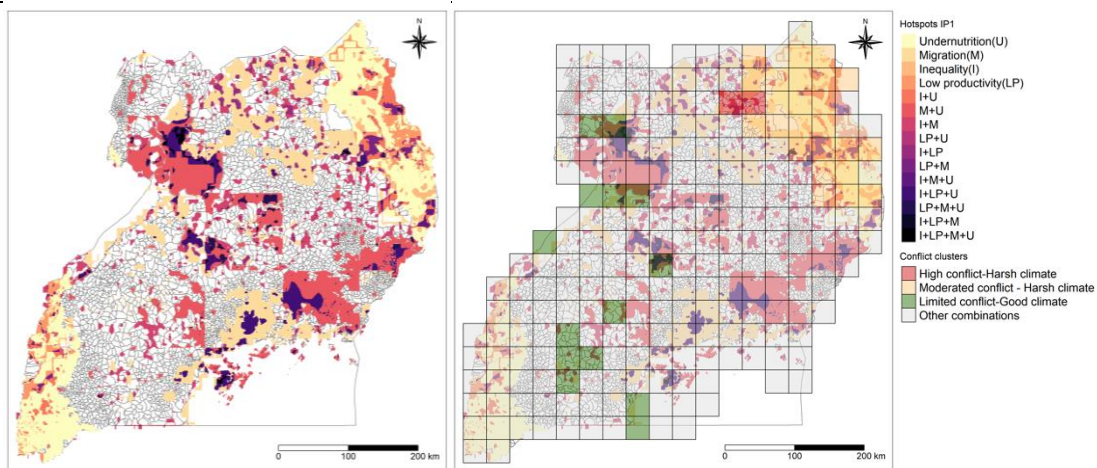 N
0 100 200 km
N
0 100 200 km
Hotspots IP1
Undernutrition(U)
Migration(M)
Inequality(I)
Low productivity(LP)
I+U
M+U
I+M
LP+U
I+LP
LP+M
I+M+U
I+LP+U
LP+M+U
I+LP+M
I+LP+M+U
Conflict clusters
High conflict-Harsh climate
Moderated conflict - Harsh climate
Limited conflict-Good climate
Other combinations